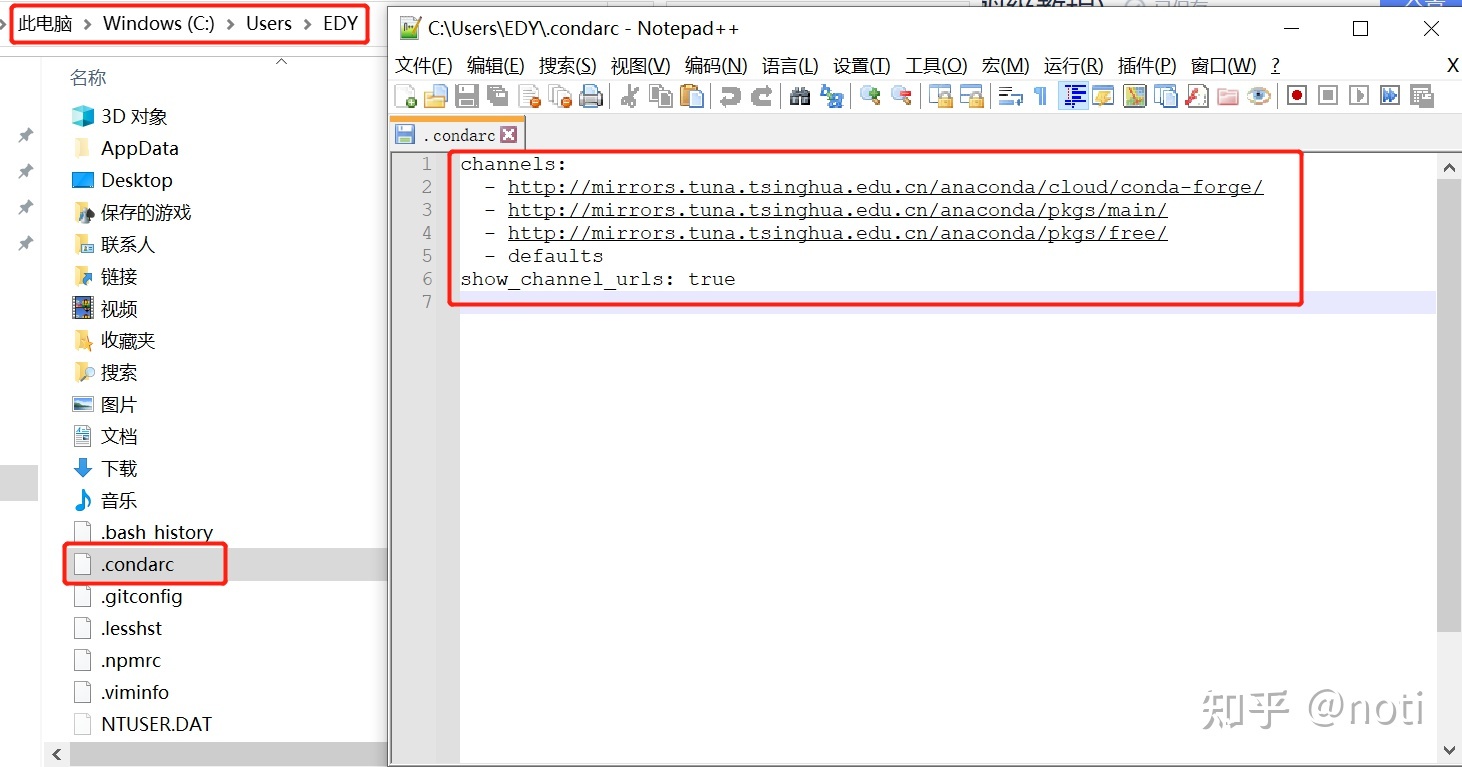 此电脑 > Windows (C:) > Users > EDY
名称
3D 对象
AppData
Desktop
保存的游戏
联系人
链接
视频
收藏夹
搜索
图片
文档
下载
音乐
.bash_history
.condarc
.gitconfig
.lesshst
.npmrc
.viminfo
NTUSER.DAT
C:\Users\EDY\.condarc - Notepad++
文件(F) 编辑(E) 搜索(S) 视图(V) 编码(N) 语言(L) 设置(T) 工具(O) 宏(M) 运行(R) 插件(P) 窗口(W) ? X
.condarc
1 channels:
2 - http://mirrors.tuna.tsinghua.edu.cn/anaconda/cloud/conda-forge/
3 - http://mirrors.tuna.tsinghua.edu.cn/anaconda/pkgs/main/
4 - http://mirrors.tuna.tsinghua.edu.cn/anaconda/pkgs/free/
5 - defaults
6 show_channel_urls: true
7
知乎 @noti